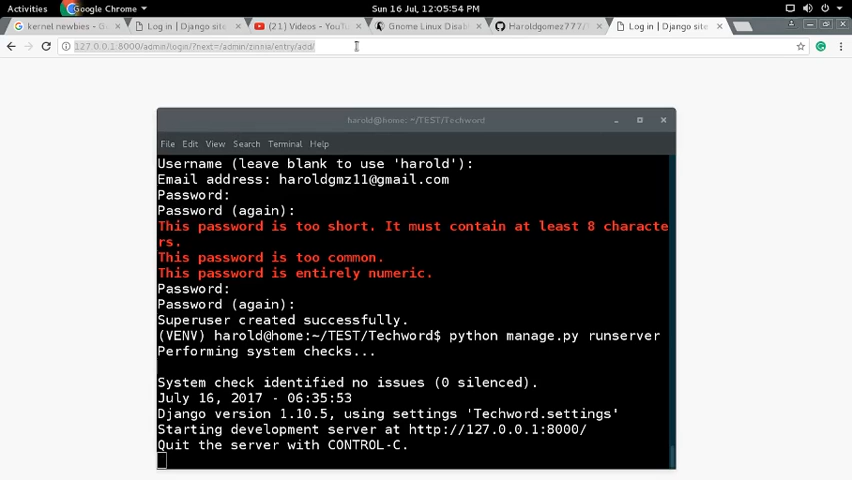 Activities Google Chrome Sun 16 Jul, 12:05:54 PM
kernel newbies - G Log in | Django site (21) Videos - YouTu Gnome Linux Disab Haroldgomez777/ Log in | Django site
127.0.0.1:8000/admin/login/?next=/admin/zinnia/entry/add/
harold@home: ~/TEST/Techword
File Edit View Search Terminal Help
Username (leave blank to use 'harold'):
Email address: haroldgmz11@gmail.com
Password:
Password (again):
This password is too short. It must contain at least 8 characte
rs.
This password is too common.
This password is entirely numeric.
Password:
Password (again):
Superuser created successfully.
(VENV) harold@home:~/TEST/Techword$ python manage.py runserver
Performing system checks...
System check identified no issues (0 silenced).
July 16, 2017 - 06:35:53
Django version 1.10.5, using settings 'Techword.settings'
Starting development server at http://127.0.0.1:8000/
Quit the server with CONTROL-C.